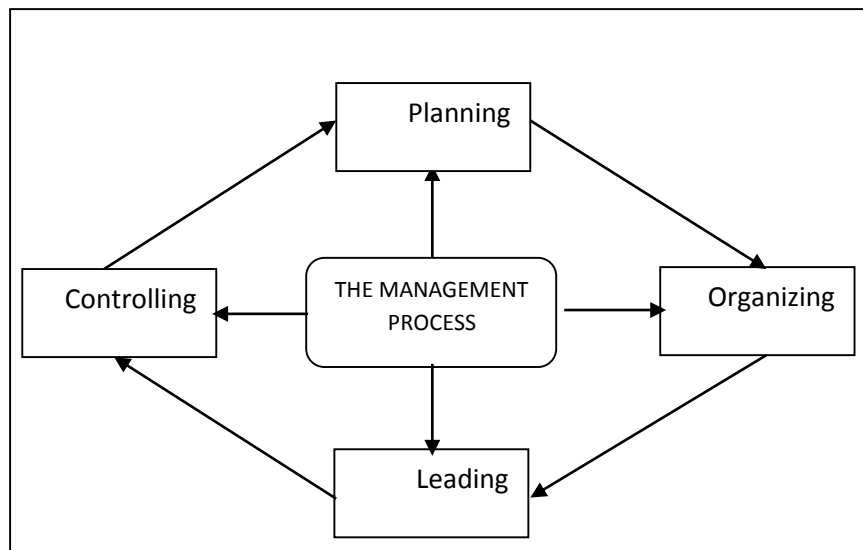 Planning
Controlling
THE MANAGEMENT
PROCESS
Organizing
Leading